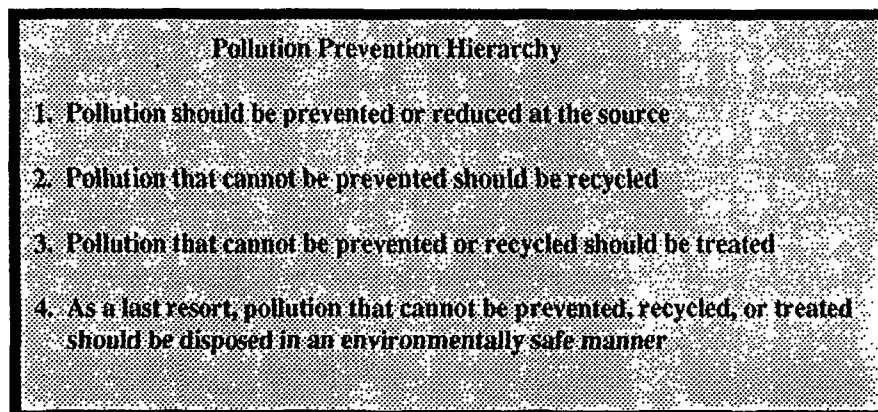 Pollution Prevention Hierarchy
1. Pollution should be prevented or reduced at the source
2. Pollution that cannot be prevented should be recycled
3. Pollution that cannot be prevented or recycled should be treated
4. As a last resort, pollution that cannot be prevented, recycled, or treated
should be disposed in an environmentally safe manner